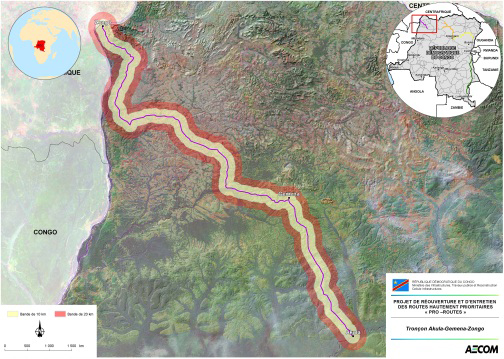 CENTRAFRIQUE
OUGANDA
RWANDA
BURUNDI
TANZANIE
CONGO
RÉPUBLIQUE
DÉMOCRATIQUE
DU CONGO
ANGOLA
ZAMBIE
CONGO
Bande de 10 km
Bande de 20 km
0 500 1 000 1 500 km
RÉPUBLIQUE DÉMOCRATIQUE DU CONGO
Ministère des Infrastructures, Travaux publics et Reconstruction
Cellule Infrastructures
PROJET DE RÉOUVERTURE ET D'ENTRETIEN
DES ROUTES HAUTEMENT PRIORITAIRES
« PRO –ROUTES »
Tronçon Akula-Gemena-Zongo
AECOM